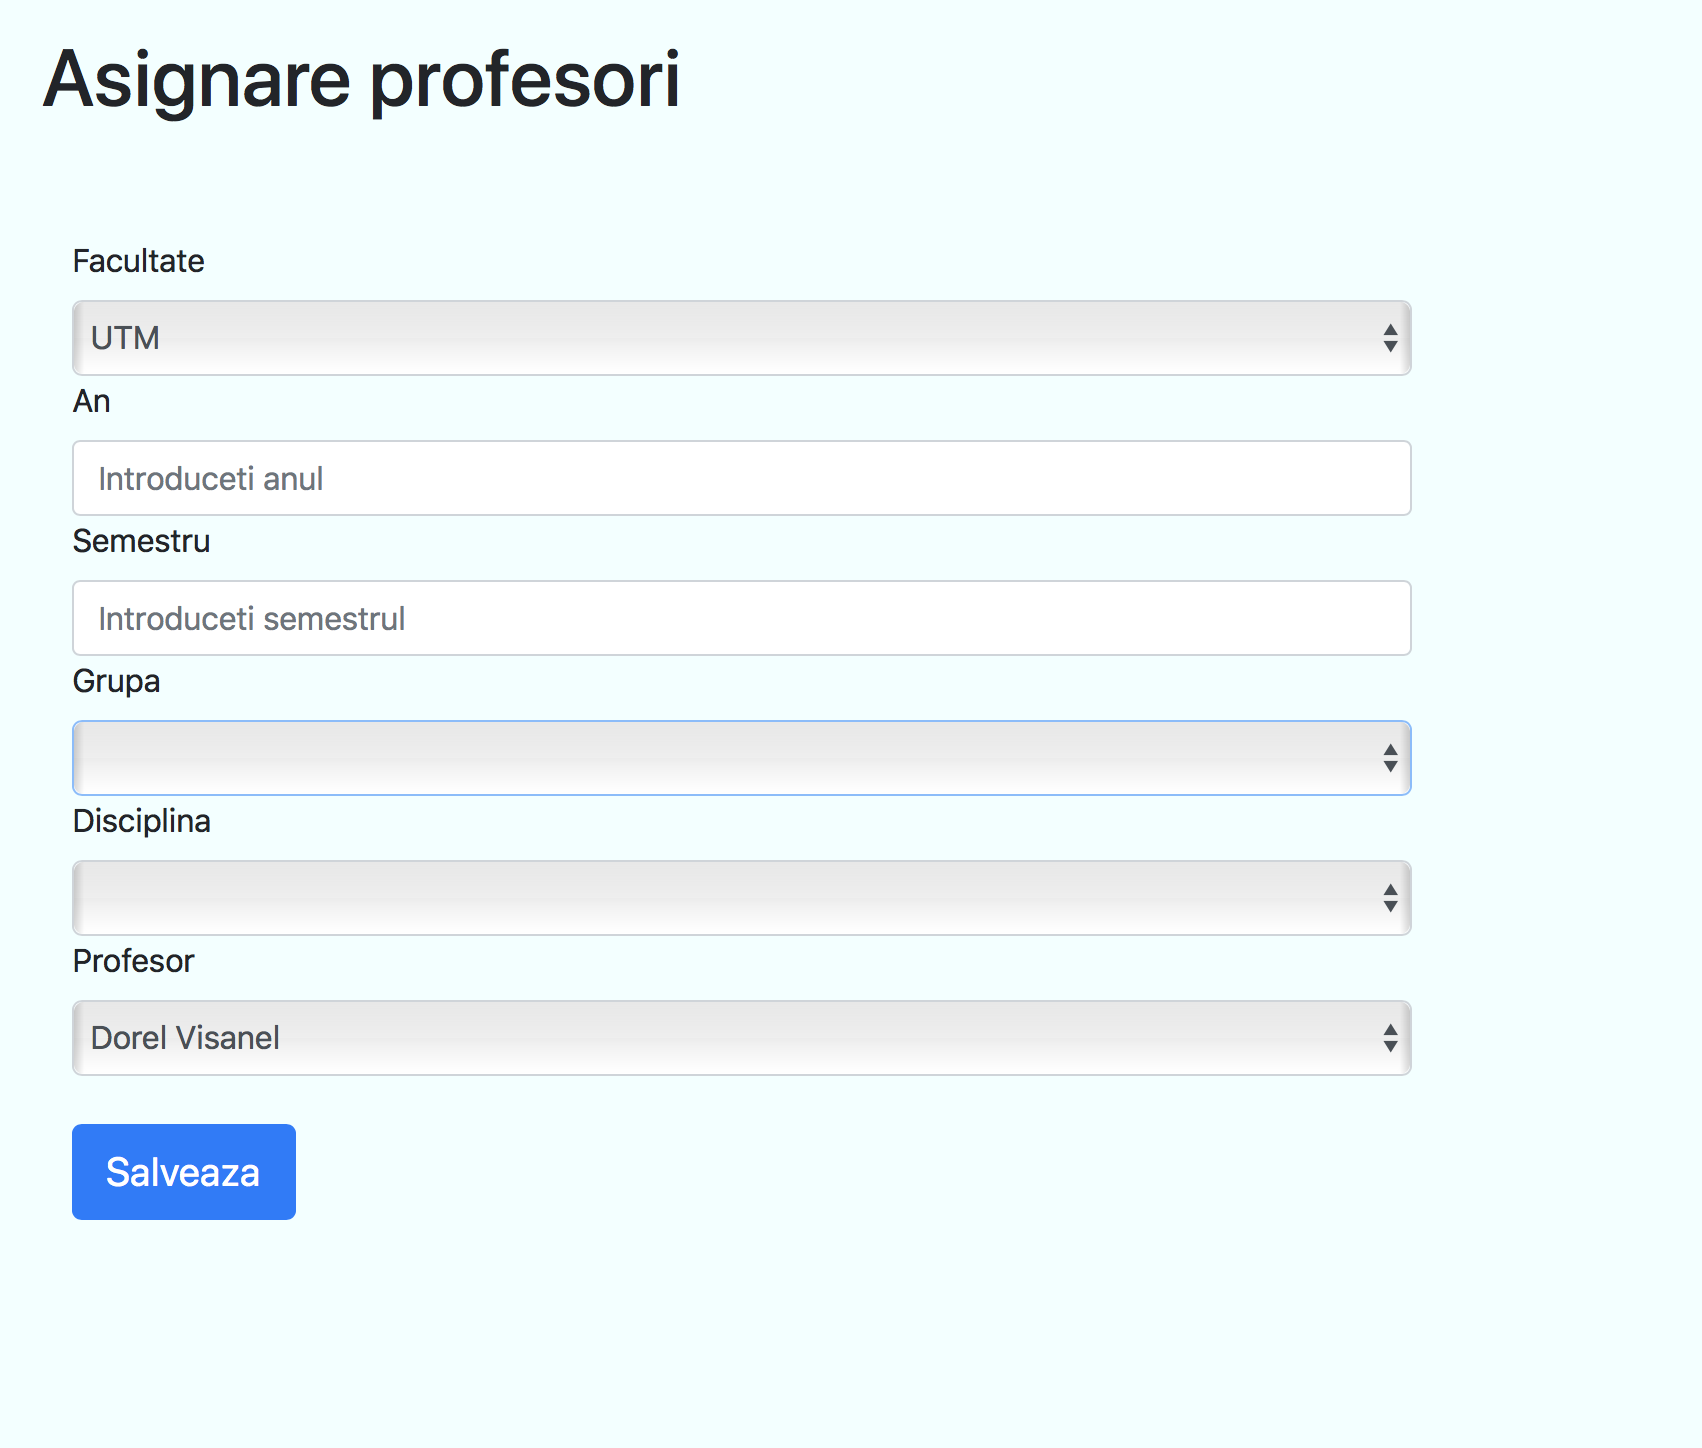 Asignare profesori
Facultate
UTM
An
Introduceti anul
Semestru
Introduceti semestrul
Grupa
Disciplina
Profesor
Dorel Visanel
Salveaza